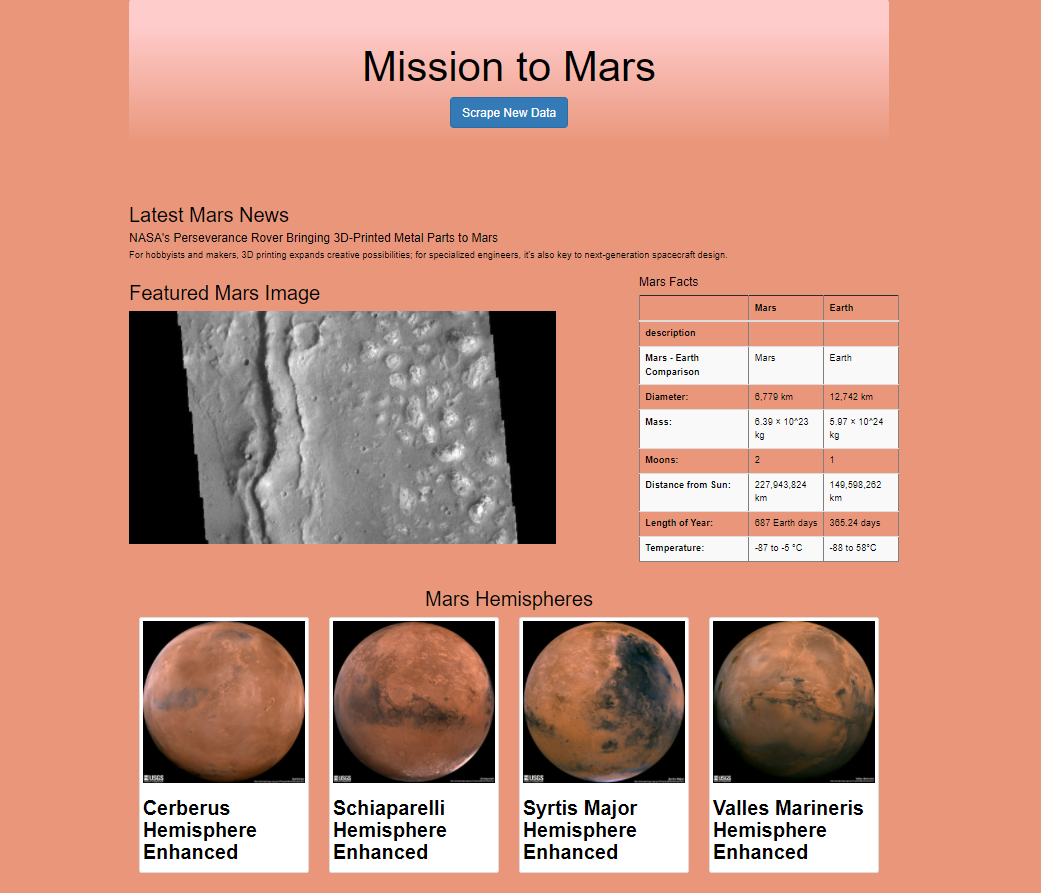 Mission to Mars
Scrape New Data
Latest Mars News
NASA's Perseverance Rover Bringing 3D-Printed Metal Parts to Mars
For hobbyists and makers, 3D printing expands creative possibilities; for specialized engineers, it's also key to next-generation spacecraft design.
Featured Mars Image
Mars Facts
Mars Earth
description
Mars - Earth Mars Earth
Comparison
Diameter: 6,779 km 12,742 km
Mass: 6.39 × 10^23 5.97 × 10^24
kg kg
Moons: 2 1
Distance from Sun: 227,943,824 149,598,262
km km
Length of Year: 687 Earth days 365.24 days
Temperature: -87 to -5 °C -88 to 58°C
Mars Hemispheres
USGS USGS USGS USGS
Cerberus
Hemisphere
Enhanced
Schiaparelli
Hemisphere
Enhanced
Syrtis Major
Hemisphere
Enhanced
Valles Marineris
Hemisphere
Enhanced